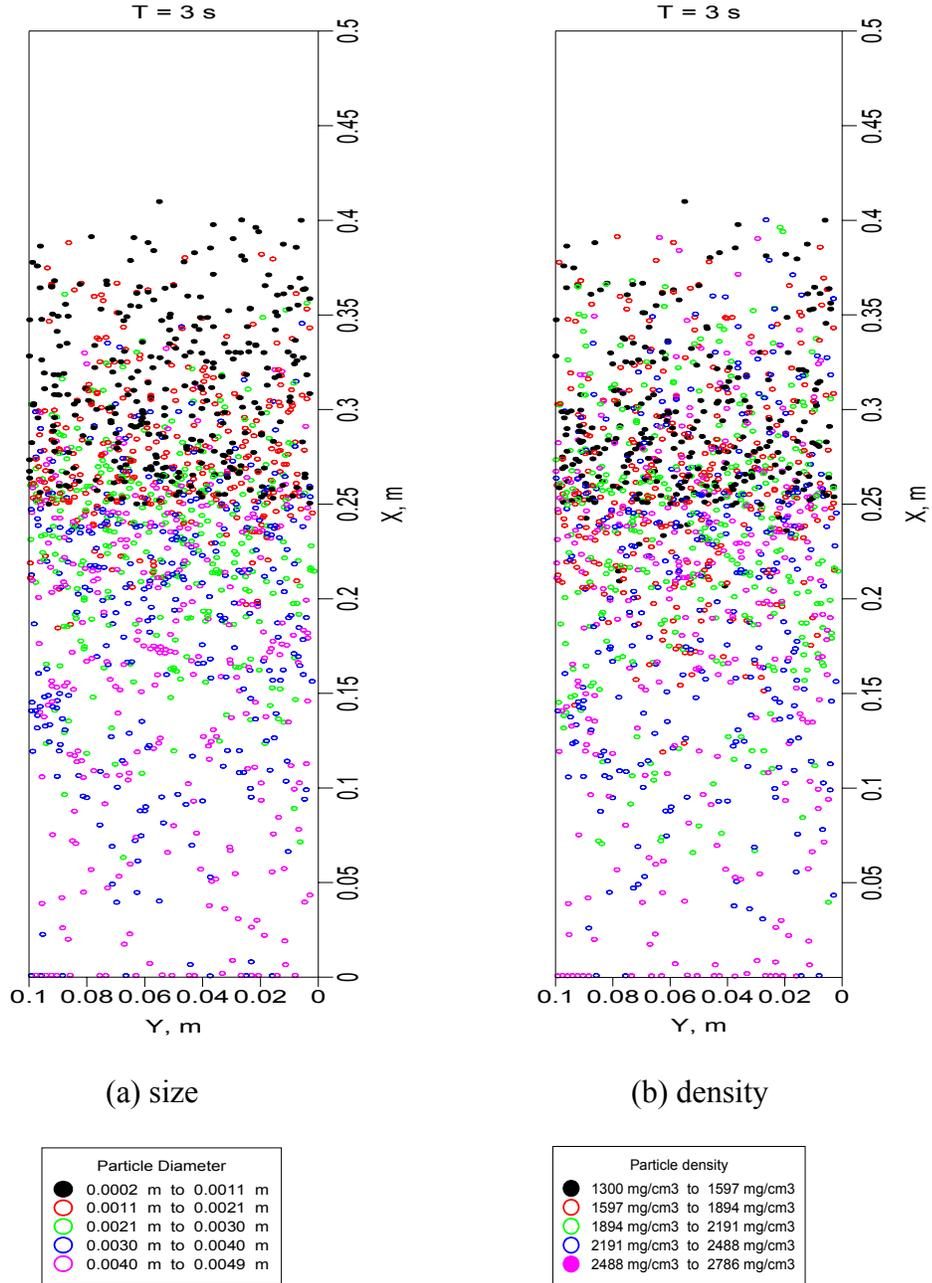 T = 3 s
0.5
0.45
0.4
0.35
0.3
0.25
0.2
0.15
0.1
0.05
0
X, m
0.1 0.08 0.06 0.04 0.02 0
Y, m
(a) size
Particle Diameter
0.0002 m to 0.0011 m
0.0011 m to 0.0021 m
0.0021 m to 0.0030 m
0.0030 m to 0.0040 m
0.0040 m to 0.0049 m
T = 3 s
0.5
0.45
0.4
0.35
0.3
0.25
0.2
0.15
0.1
0.05
0
X, m
0.1 0.08 0.06 0.04 0.02 0
Y, m
(b) density
Particle density
1300 mg/cm3 to 1597 mg/cm3
1597 mg/cm3 to 1894 mg/cm3
1894 mg/cm3 to 2191 mg/cm3
2191 mg/cm3 to 2488 mg/cm3
2488 mg/cm3 to 2786 mg/cm3